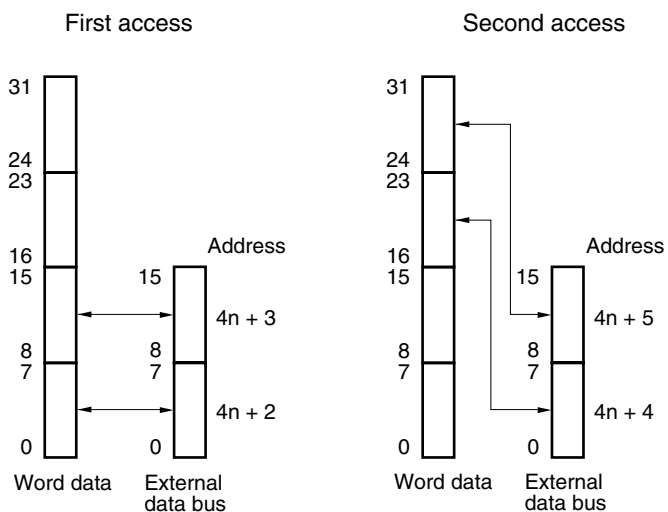 First access
31
24
23
16
15
8
7
0
Address
15
4n + 3
8
7
4n + 2
0
Word data
External
data bus
Second access
31
24
23
16
15
8
7
0
Address
15
4n + 5
8
7
4n + 4
0
Word data
External
data bus